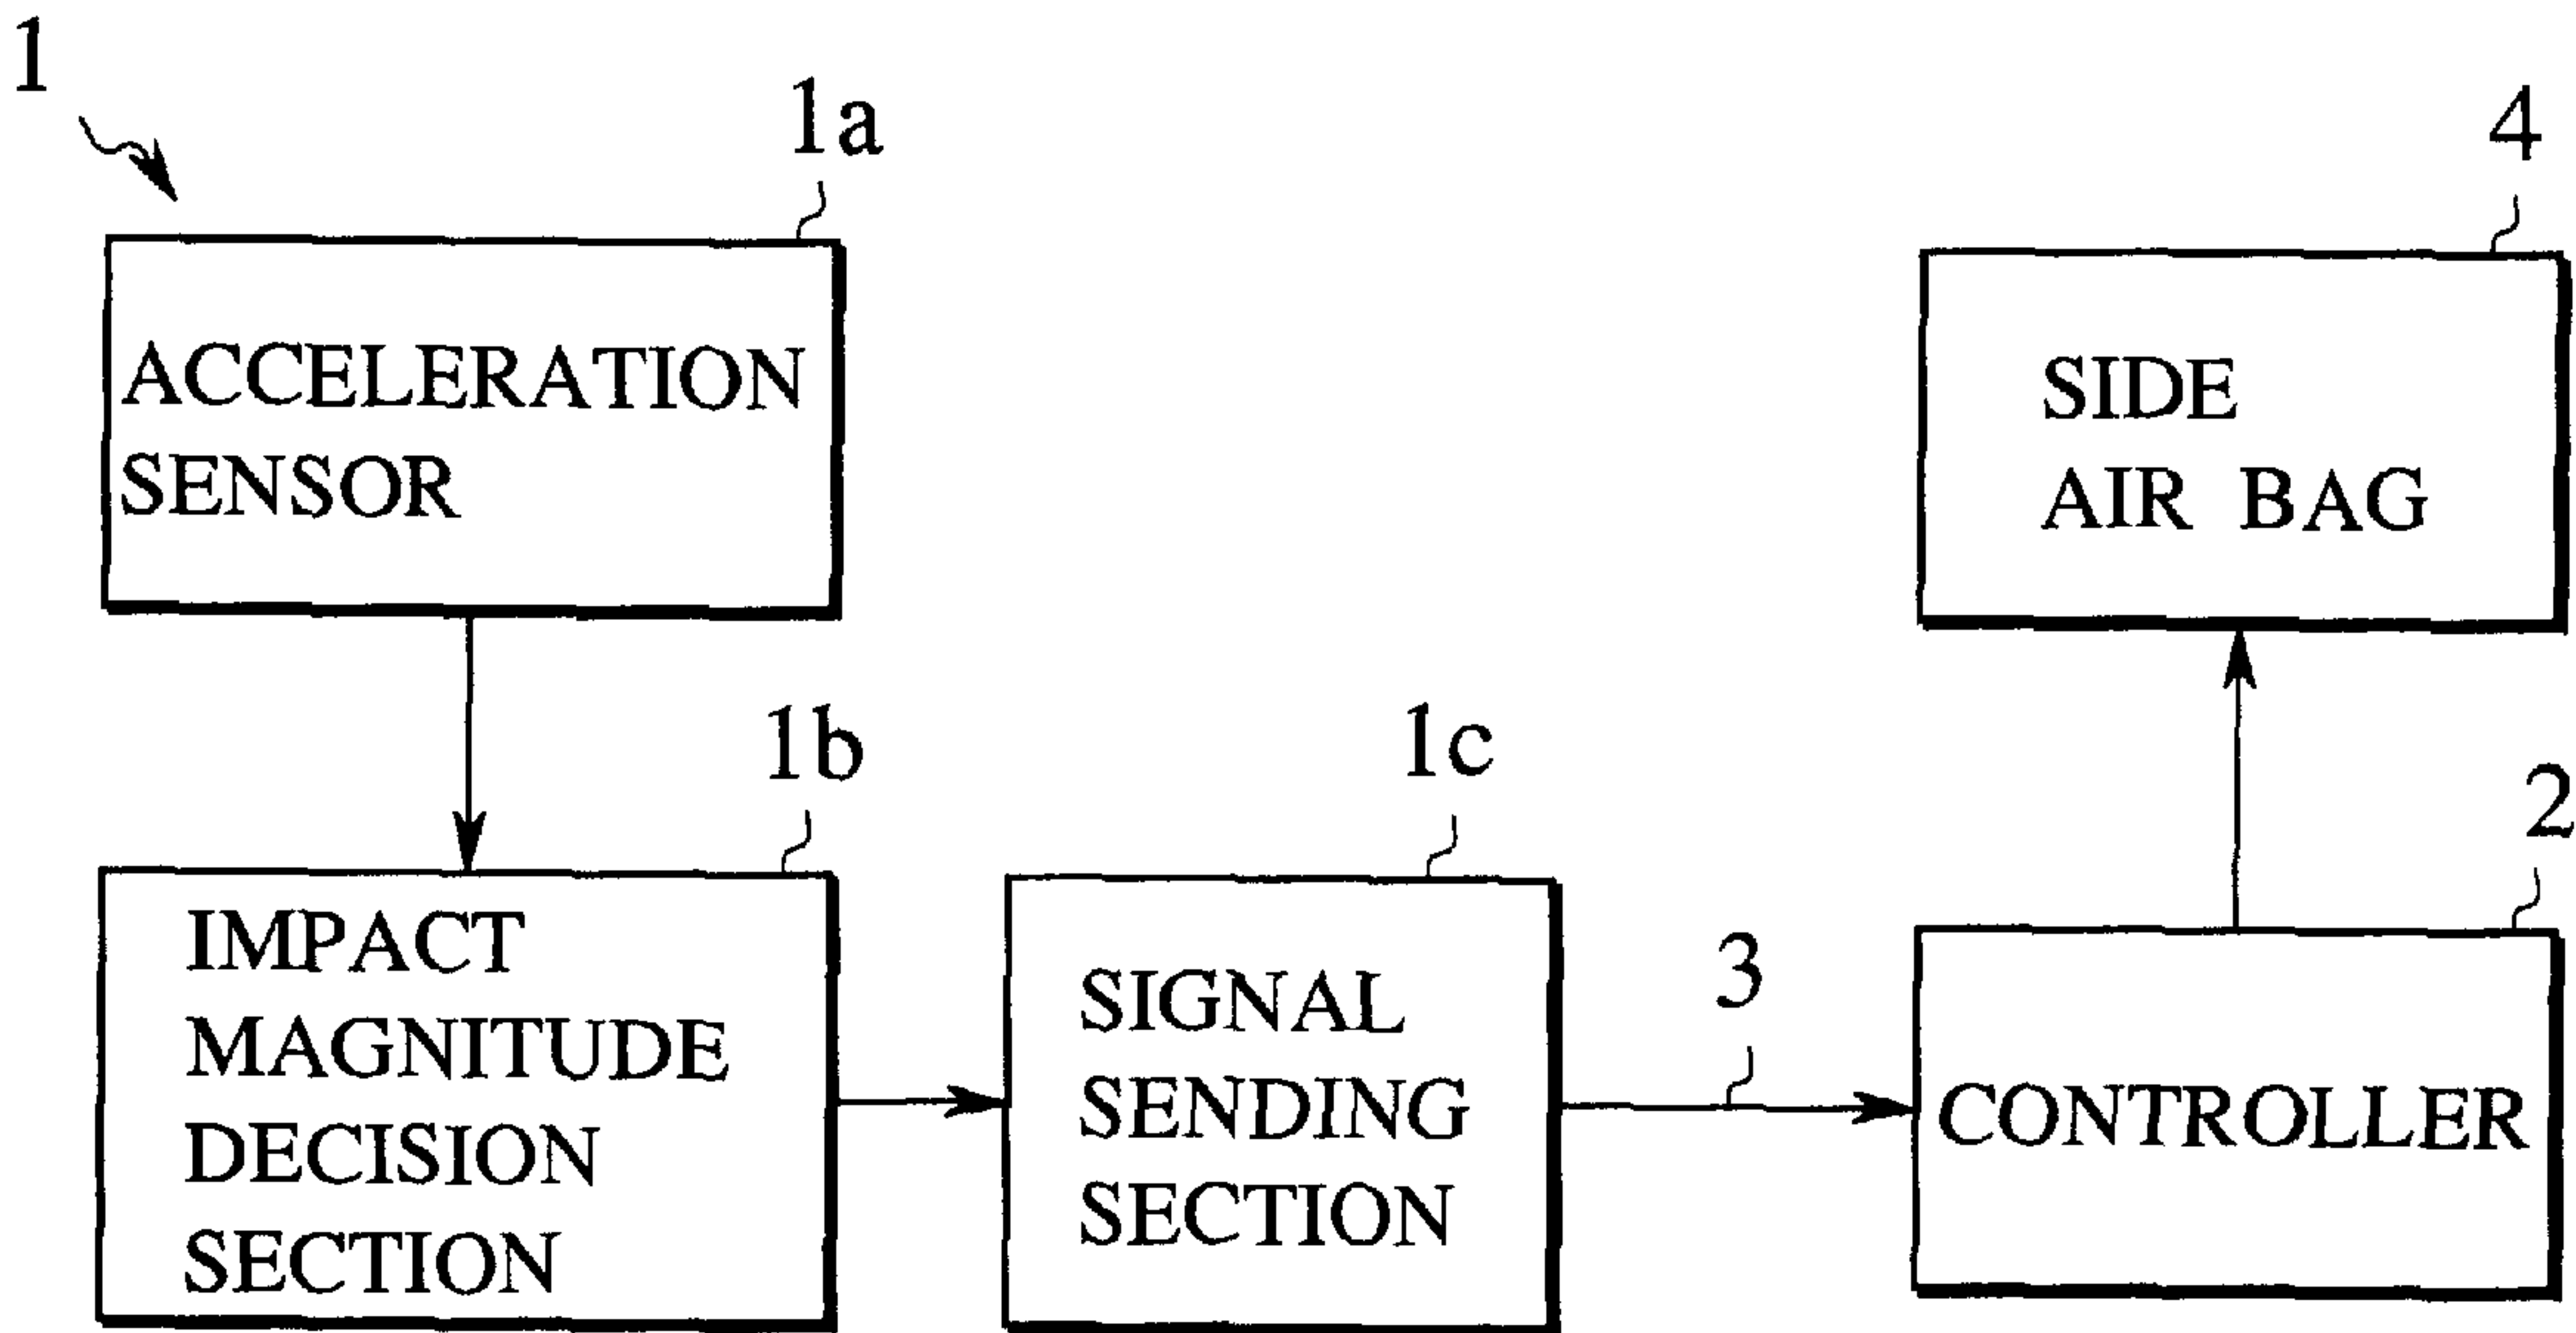 1
1a
ACCELERATION
SENSOR
4
SIDE
AIR BAG
1b
IMPACT
MAGNITUDE
DECISION
SECTION
1c
SIGNAL
SENDING
SECTION
3
2
CONTROLLER